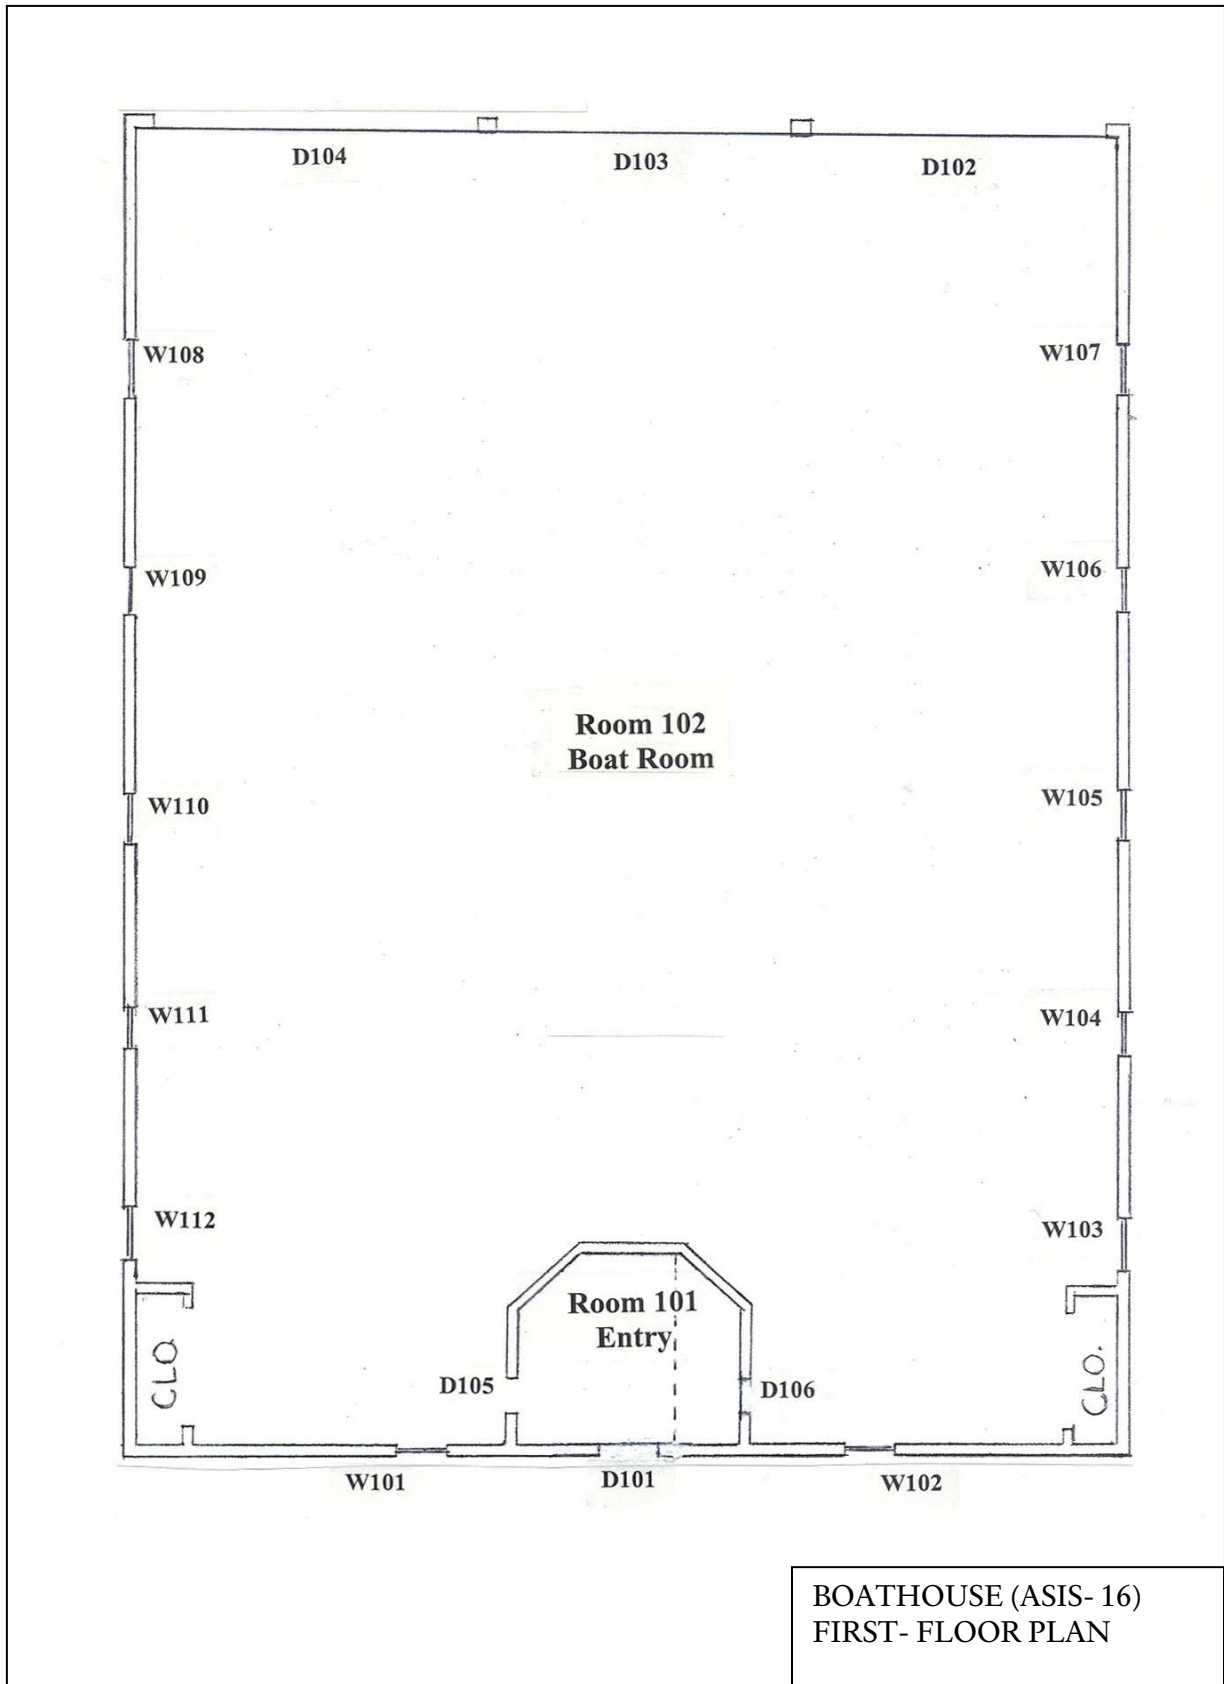 D104
D103
D102
W108
W107
W109
W106
Room 102
Boat Room
W110
W105
W111
W104
W112
W103
Room 101
Entry
CLO
CLO.
D105
D106
W101
D101
W102
BOATHOUSE (ASIS- 16)
FIRST- FLOOR PLAN